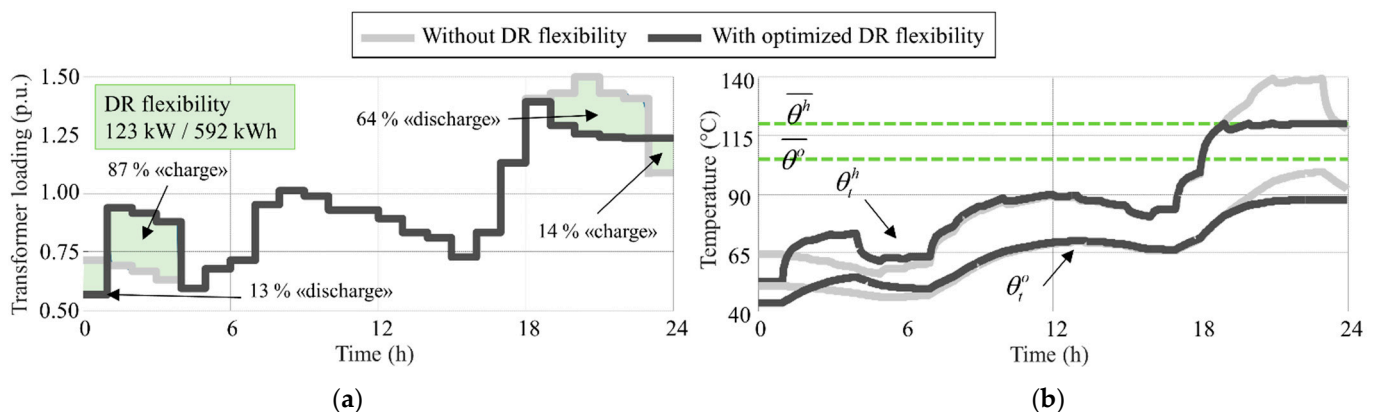 Without DR flexibility
With optimized DR flexibility
Transformer loading (p.u.)
1.50
1.25
1.00
0.75
0.50
DR flexibility
123 kW / 592 kWh
87 % «charge»
64 % «discharge»
14 % «charge»
13 % «discharge»
0
6
12
18
24
Time (h)
(a)
Temperature (°C)
140
115
90
65
40
θ^h
θ^o
θ_t^h
θ_t^o
0
6
12
18
24
Time (h)
(b)